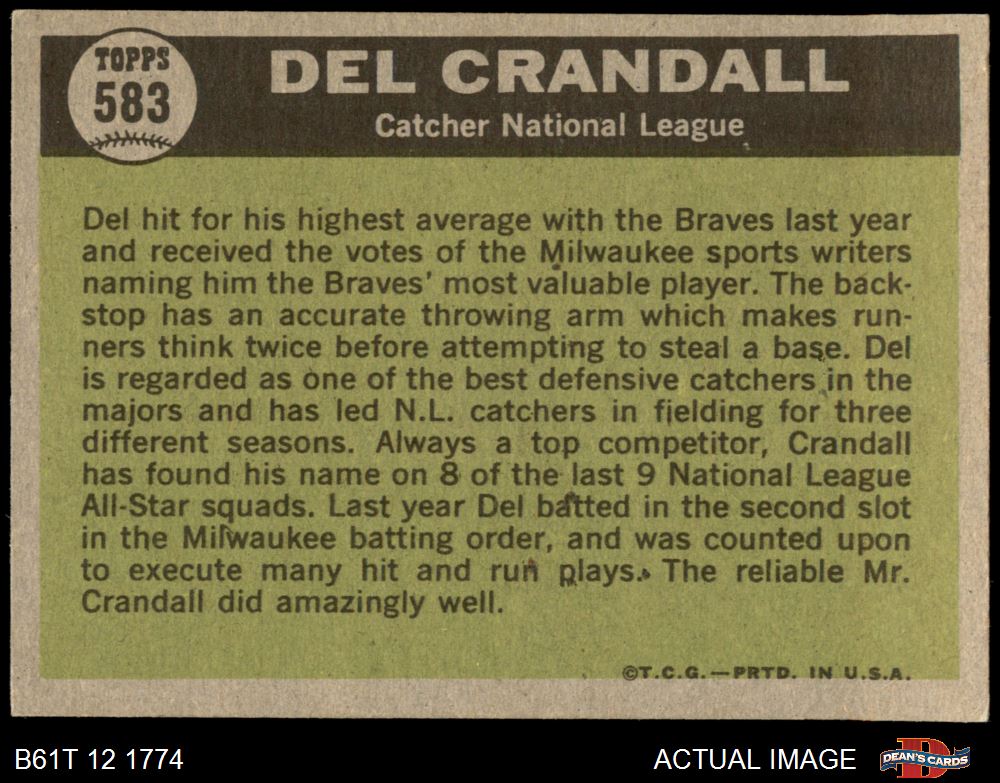 TOPPS
583
DEL CRANDALL
Catcher National League
Del hit for his highest average with the Braves last year
and received the votes of the Milwaukee sports writers
naming him the Braves' most valuable player. The back-
stop has an accurate throwing arm which makes run-
ners think twice before attempting to steal a base. Del
is regarded as one of the best defensive catchers in the
majors and has led N.L. catchers in fielding for three
different seasons. Always a top competitor, Crandall
has found his name on 8 of the last 9 National League
All-Star squads. Last year Del batted in the second slot
in the Milwaukee batting order, and was counted upon
to execute many hit and run plays. The reliable Mr.
Crandall did amazingly well.
©T.C.G.—PRTD. IN U.S.A.
B61T 12 1774
ACTUAL IMAGE
DEAN'S CARDS